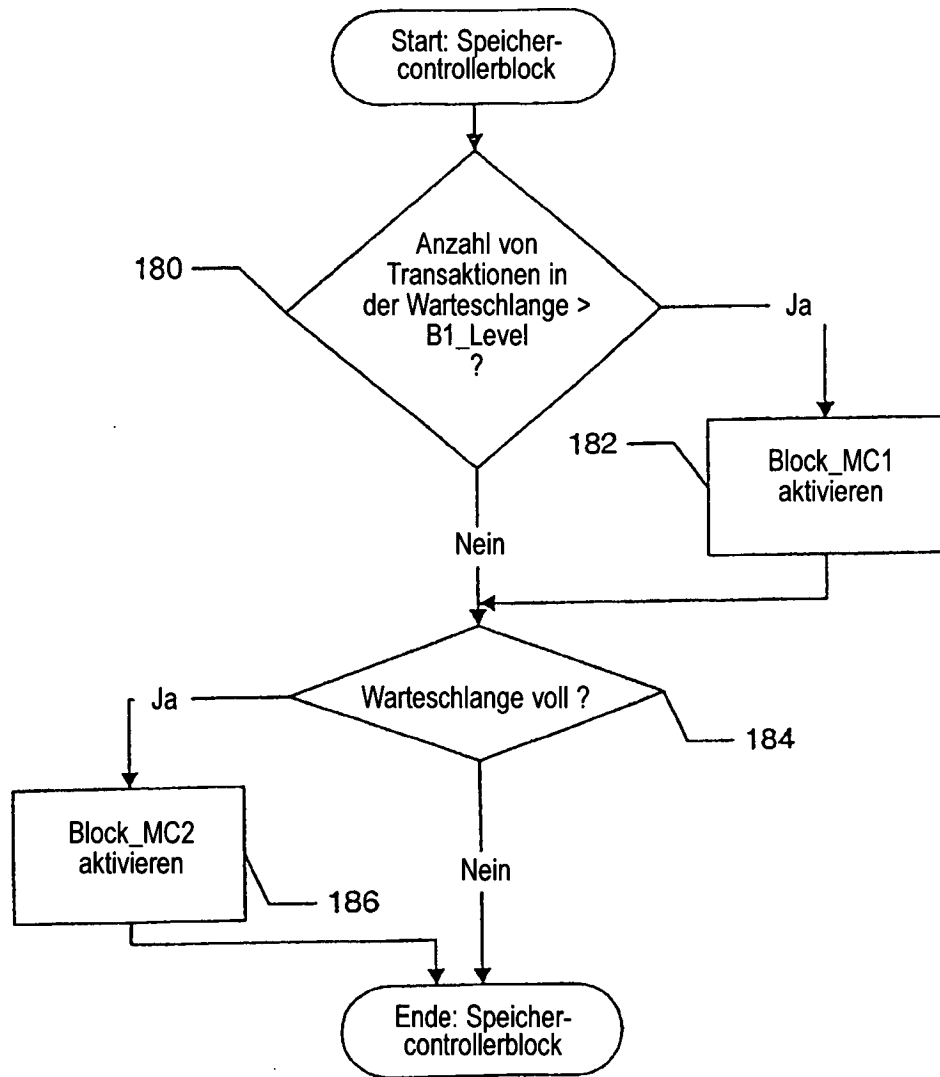 Start: Speicher-
controllerblock
Anzahl von
Transaktionen in
der Warteschlange >
B1_Level
?
180
Ja
182
Block_MC1
aktivieren
Nein
Warteschlange voll ?
Ja
184
Block_MC2
aktivieren
Nein
186
Ende: Speicher-
controllerblock